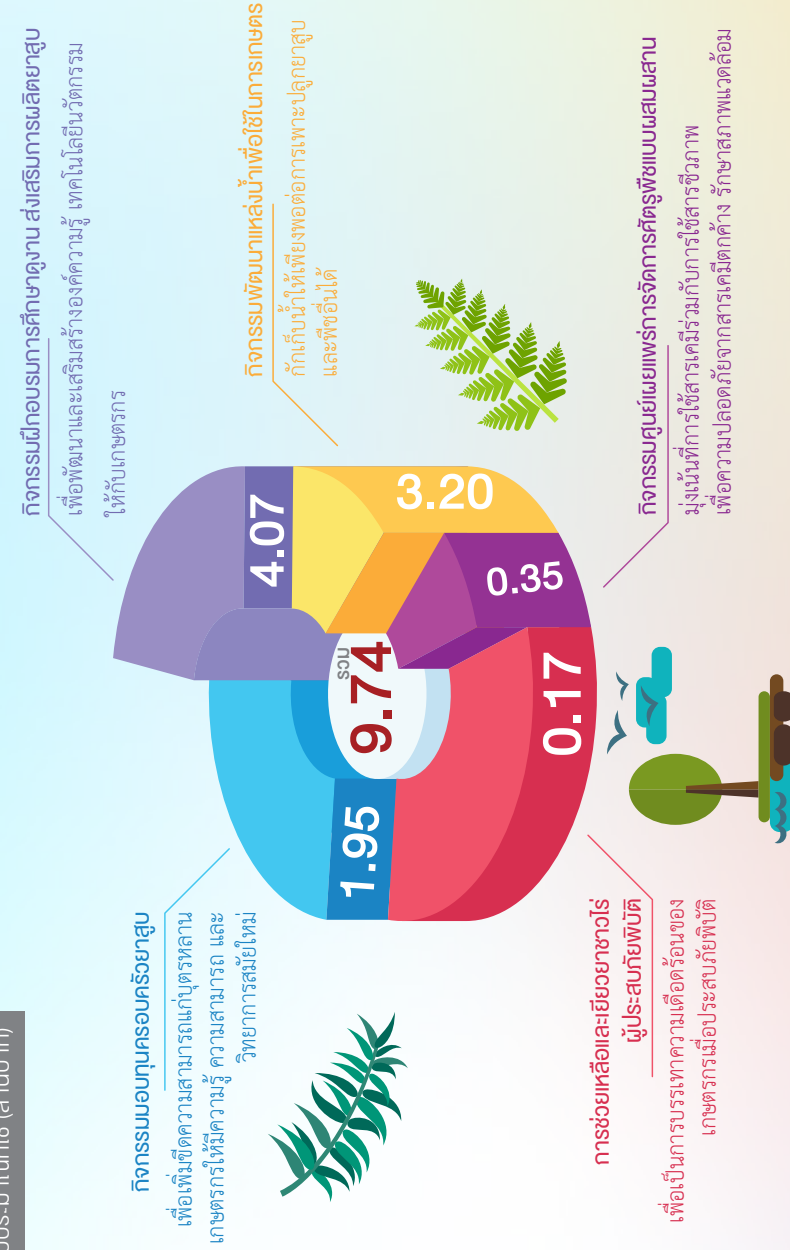 กิจกรรมมอบทุนครอบครัวยาสูบ
เพื่อเพิ่มขีดความสามารถแก่บุตรหลาน
เกษตรกรให้มีความรู้ ความสามารถ และ
วิทยาการสมัยใหม่
กิจกรรมฝึกอบรมการศึกษาดูงาน ส่งเสริมการผลิตยาสูบ
เพื่อพัฒนาและเสริมสร้างองค์ความรู้ เทคโนโลยีนวัตกรรม
ให้กับเกษตรกร
กิจกรรมพัฒนาแหล่งน้ำเพื่อใช้ในการเกษตร
กักเก็บน้ำให้เพียงพอต่อการเพาะปลูกยาสูบ
และพืชอื่นได้
4.07
3.20
1.95
รวม
9.74
0.35
0.17
การช่วยเหลือและเยียวยาชาวไร่
ผู้ประสบภัยพิบัติ
เพื่อเป็นการบรรเทาความเดือดร้อนของ
เกษตรกรเมื่อประสบภัยพิบัติ
กิจกรรมศูนย์เผยแพร่การจัดการศัตรูพืชแบบผสมผสาน
มุ่งเน้นที่การใช้สารเคมีร่วมกับการใช้สารชีวภาพ
เพื่อความปลอดภัยจากสารเคมีตกค้าง รักษาสภาพแวดล้อม